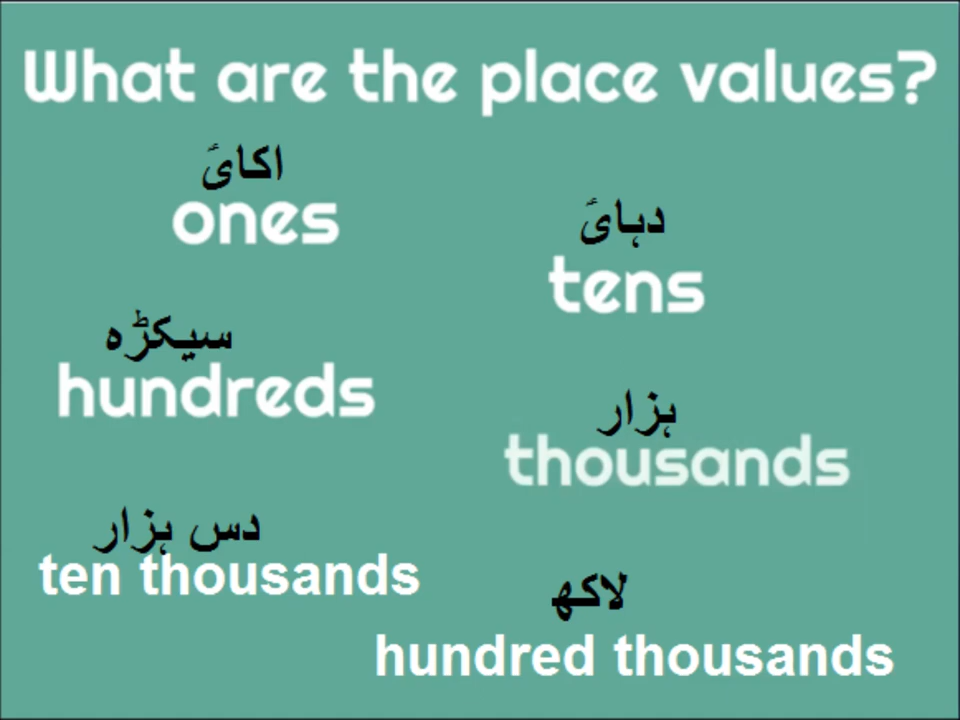 What are the place values?
اکائ
ones
دہائ
tens
سیکڑہ
hundreds
ہزار
thousands
دس ہزار
ten thousands
لاکھ
hundred thousands